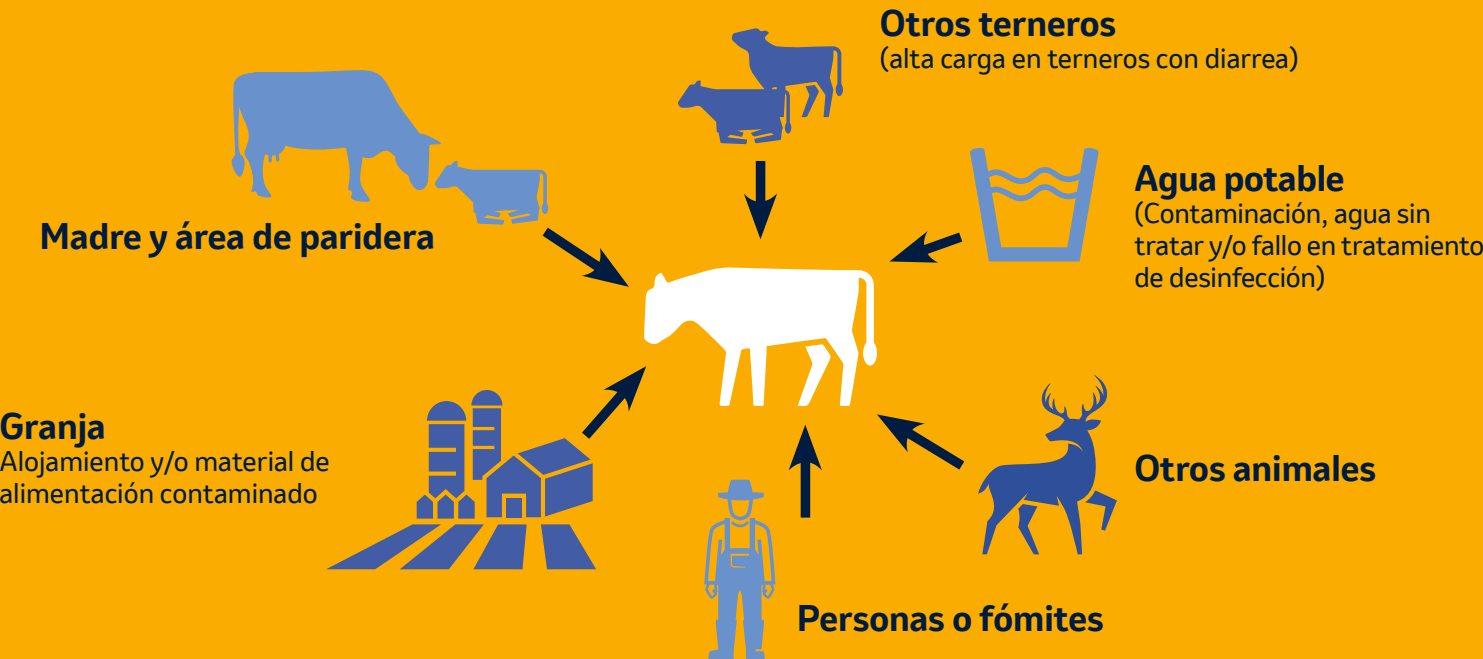 Otros terneros
(alta carga en terneros con diarrea)
Madre y área de paridera
Agua potable
(Contaminación, agua sin
tratar y/o fallo en tratamiento
de desinfección)
Granja
Alojamiento y/o material de
alimentación contaminado
Otros animales
Personas o fómites